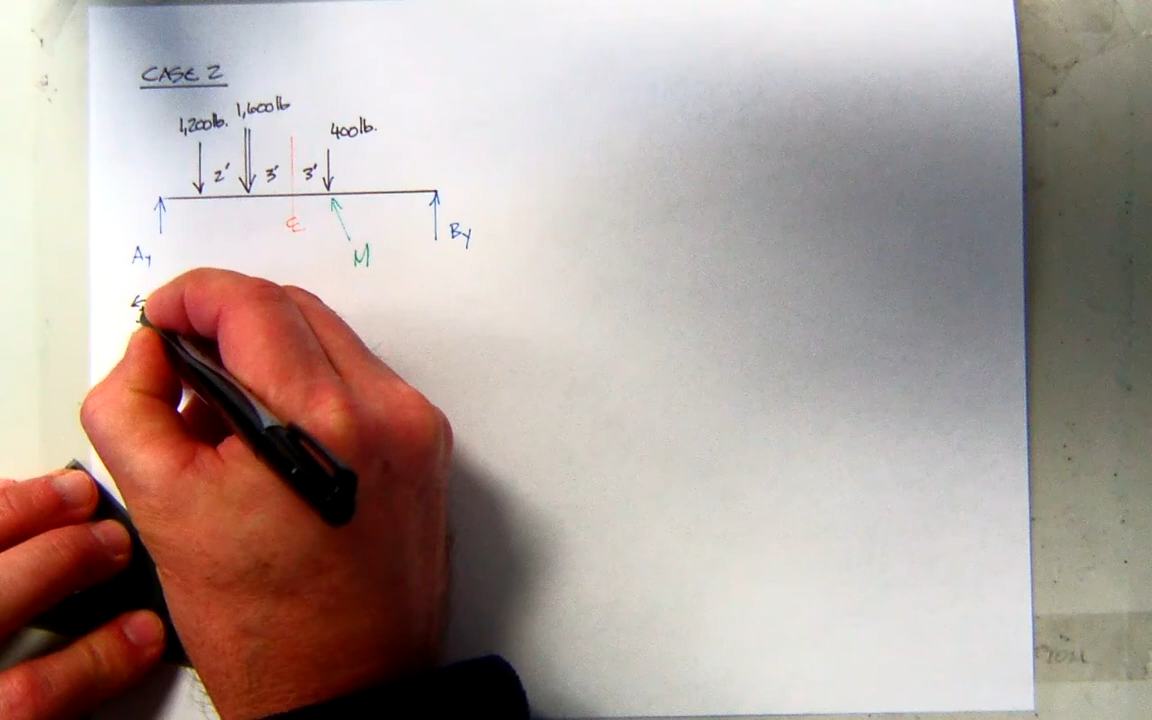 CASE 2
1,600lb
1,200lb.
400lb.
2' 3' 3'
℄
Ay
By
M